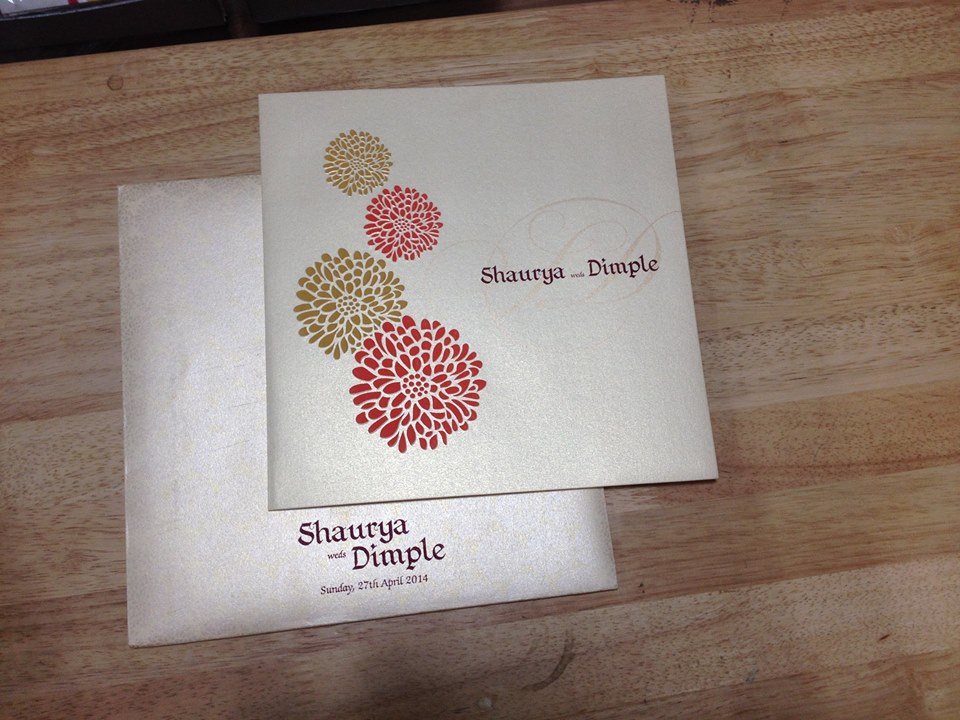 Shaurya weds Dimple
Shaurya
weds Dimple
Sunday, 27th April 2014